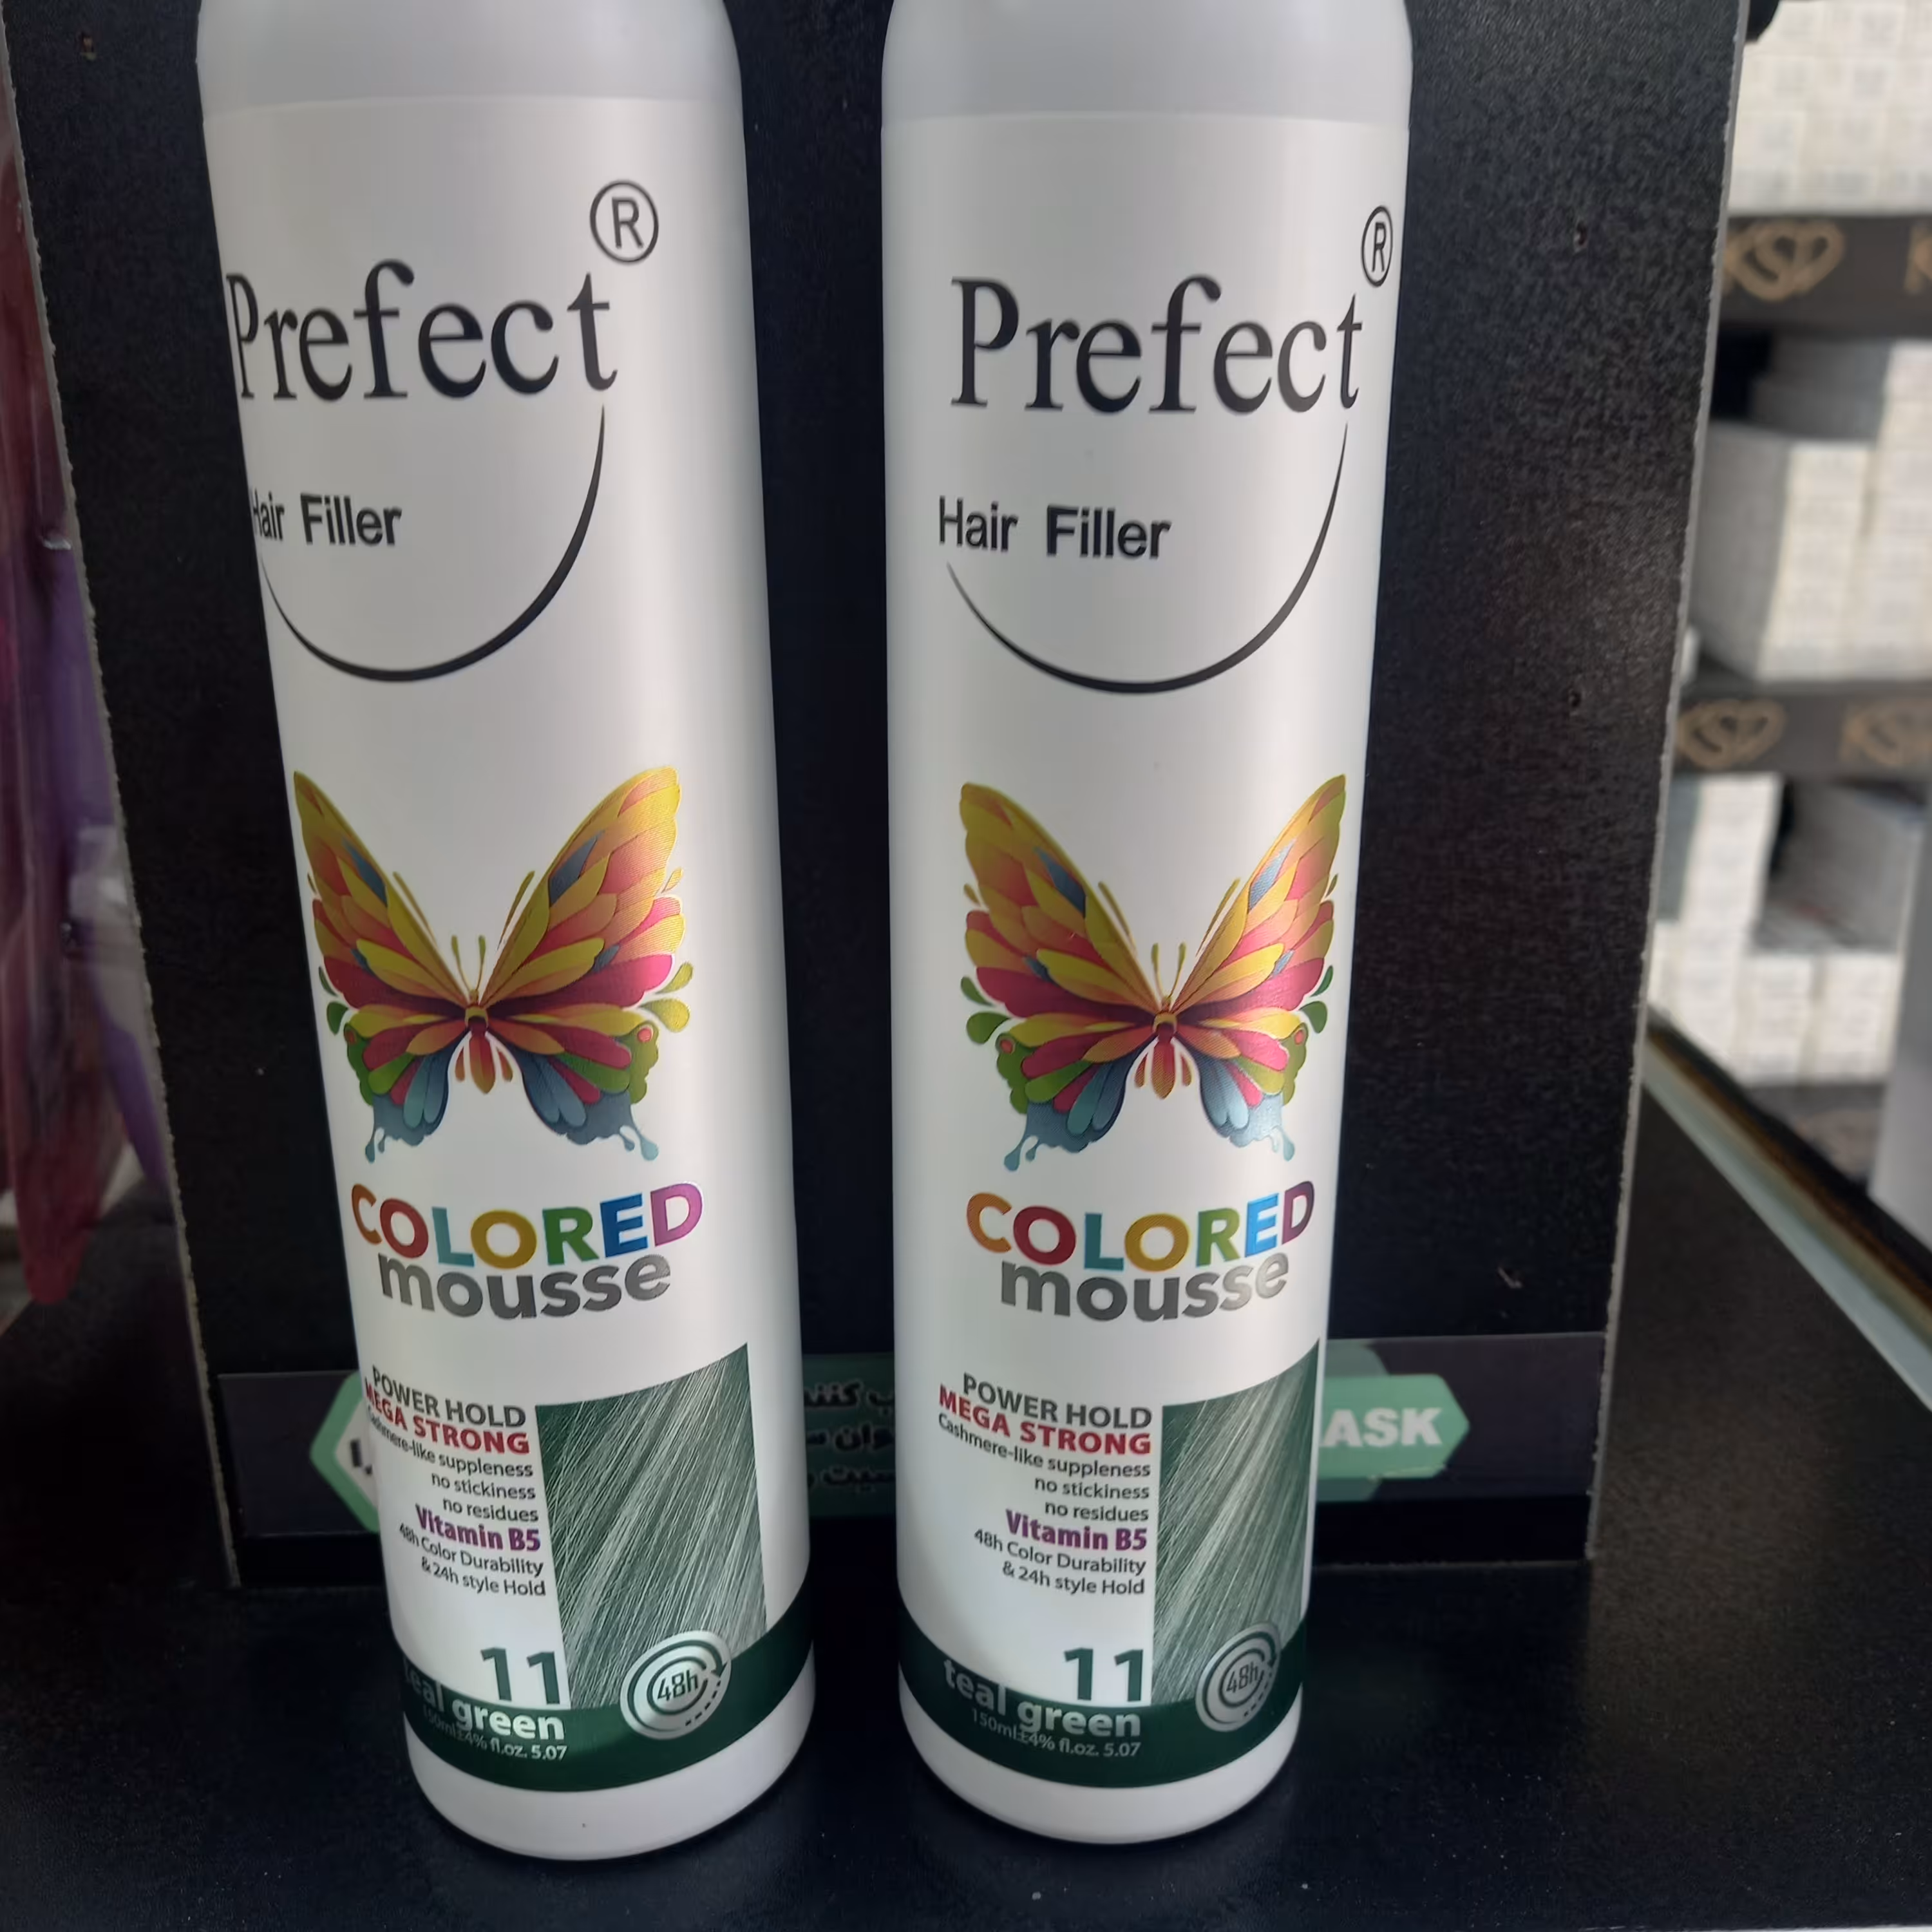 Prefect®
Hair Filler
COLORED
mousse
POWER HOLD
MEGA STRONG
Cashmere-like suppleness
no stickiness
no residues
Vitamin B5
48h Color Durability
& 24h style Hold
11
teal green
150ml±4% fl.oz. 5.07
48h
Prefect®
Hair Filler
COLORED
mousse
POWER HOLD
MEGA STRONG
Cashmere-like suppleness
no stickiness
no residues
Vitamin B5
48h Color Durability
& 24h style Hold
11
teal green
150ml±4% fl.oz. 5.07
48h
ASK